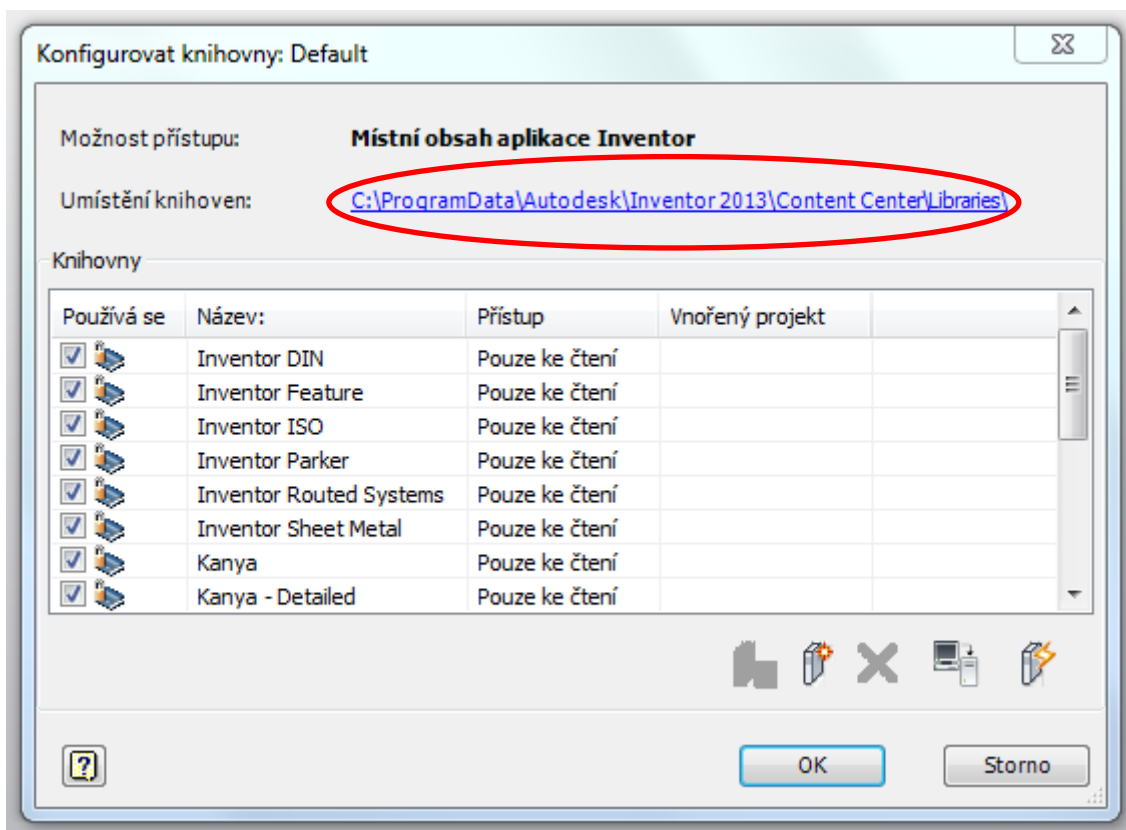 Konfigurovat knihovny: Default
Možnost přístupu: Místní obsah aplikace Inventor
Umístění knihoven: C:\ProgramData\Autodesk\Inventor 2013\Content Center\Libraries\
Knihovny
Používá se Název: Přístup Vnořený projekt
Inventor DIN Pouze ke čtení
Inventor Feature Pouze ke čtení
Inventor ISO Pouze ke čtení
Inventor Parker Pouze ke čtení
Inventor Routed Systems Pouze ke čtení
Inventor Sheet Metal Pouze ke čtení
Kanya Pouze ke čtení
Kanya - Detailed Pouze ke čtení
? OK Storno